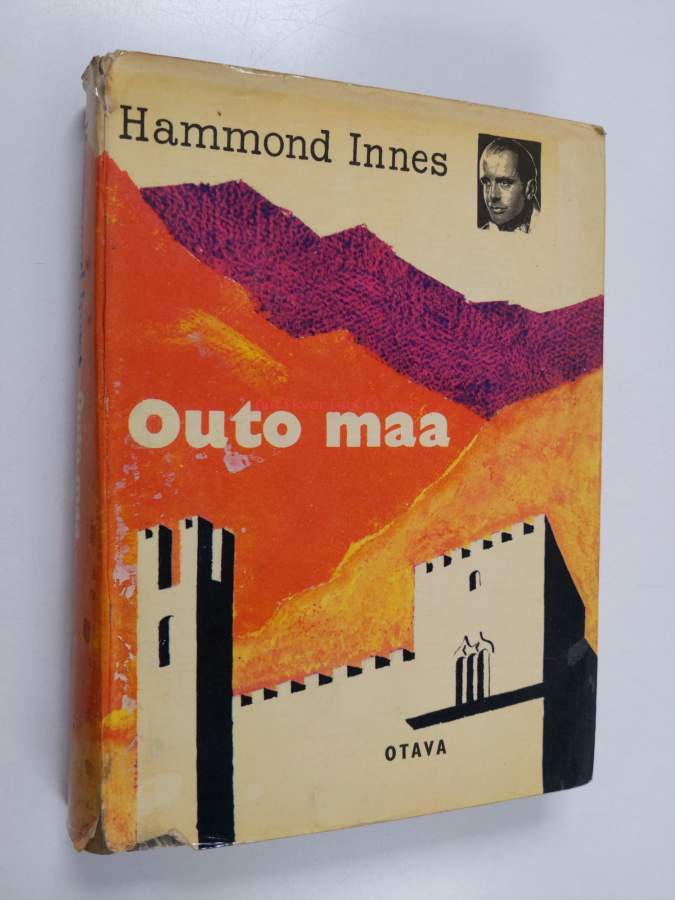 Hammond Innes
Outo maa
OTAVA